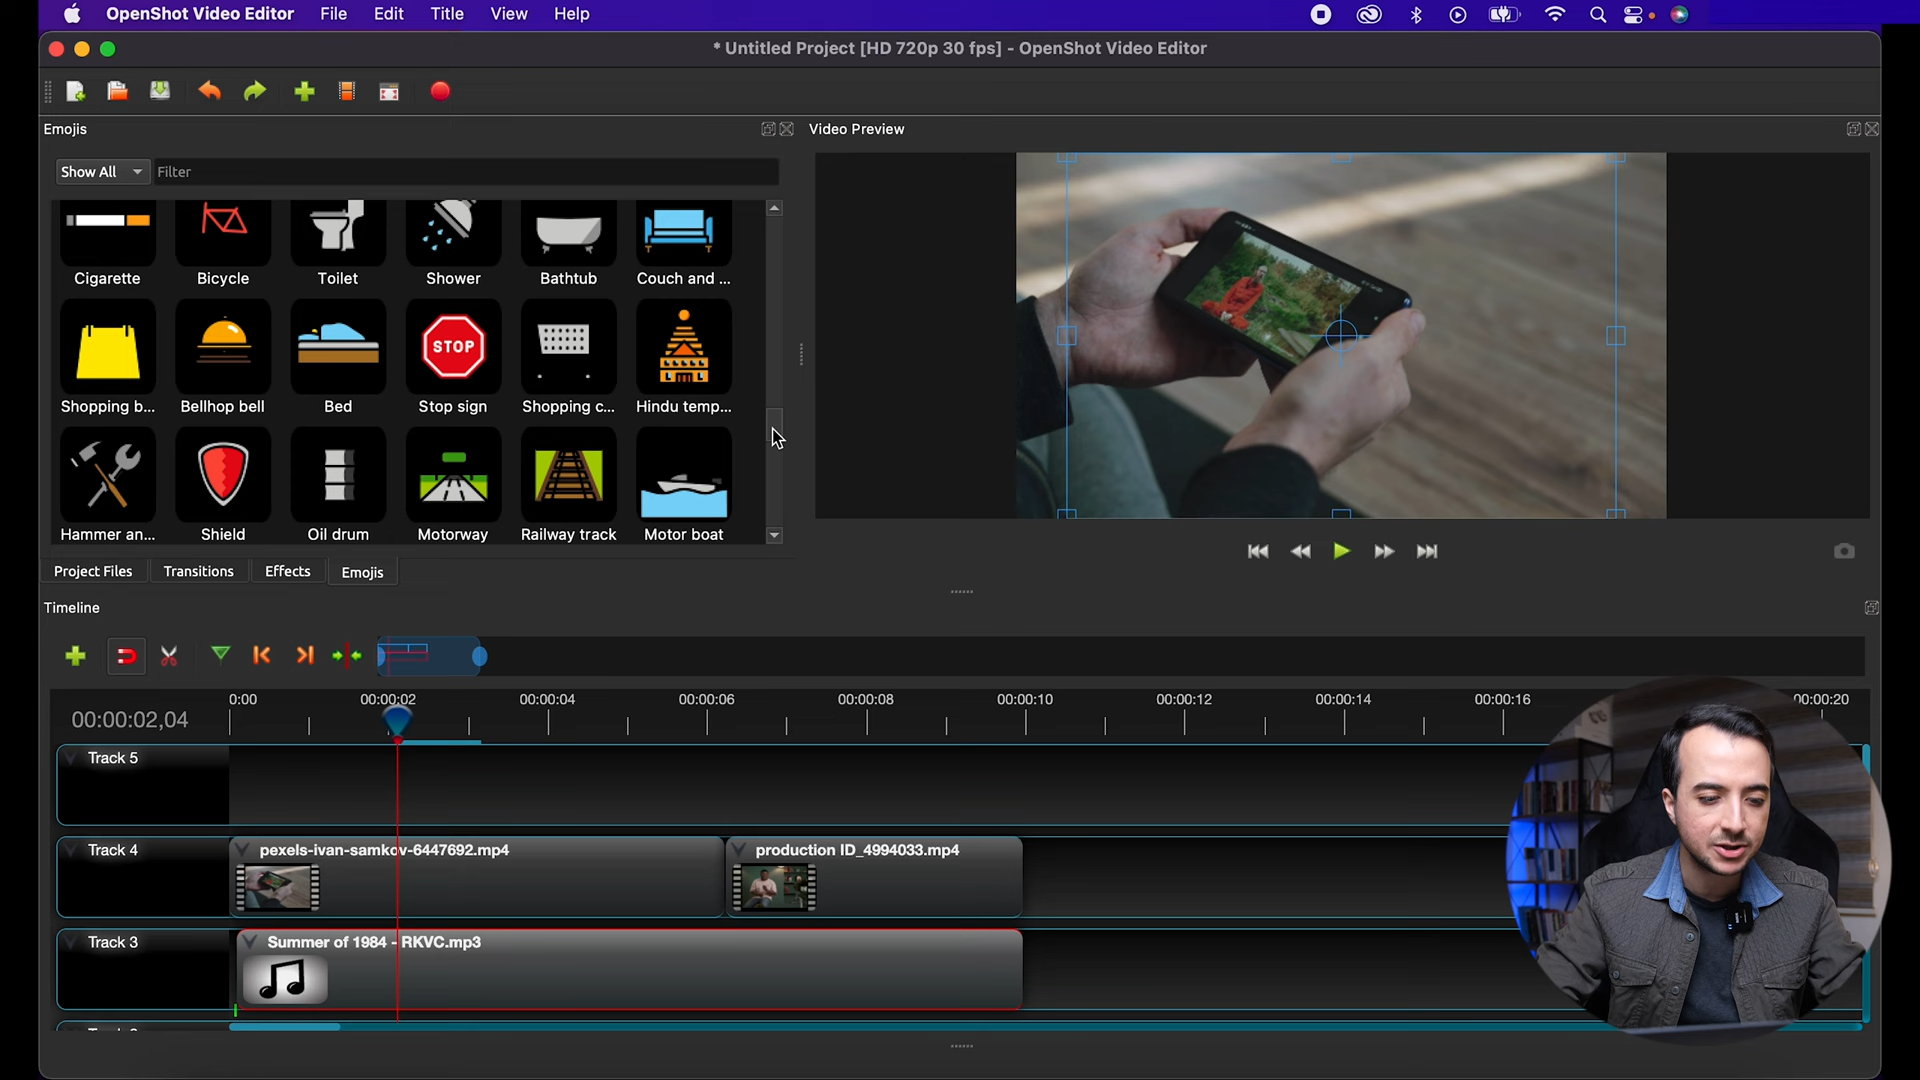 OpenShot Video Editor File Edit Title View Help
* Untitled Project [HD 720p 30 fps] - OpenShot Video Editor
Emojis
Video Preview
Show All
Filter
Cigarette
Bicycle
Toilet
Shower
Bathtub
Couch and ...
Shopping b...
Bellhop bell
Bed
STOP
Stop sign
Shopping c...
Hindu temp...
Hammer an...
Shield
Oil drum
Motorway
Railway track
Motor boat
Project Files
Transitions
Effects
Emojis
Timeline
00:00:02,04
0:00
00:00:02
00:00:04
00:00:06
00:00:08
00:00:10
00:00:12
00:00:14
00:00:16
00:00:20
Track 5
Track 4
pexels-ivan-samkov-6447692.mp4
production ID_4994033.mp4
Track 3
Summer of 1984 - RKVC.mp3